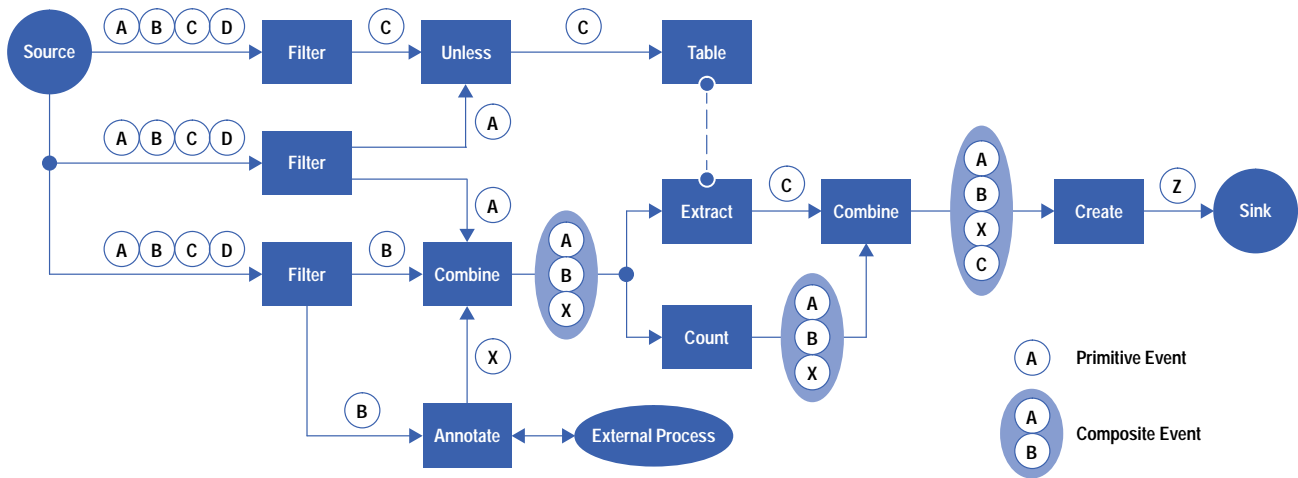 A B C D
C
C
Source
Filter
Unless
Table
A
A B C D
Filter
A
A
B
X
C
C
Z
Extract
Combine
Create
Sink
A B C D
B
A
B
X
Filter
Combine
A
B
X
Count
X
A
Primitive Event
B
Annotate
External Process
A
B
Composite Event